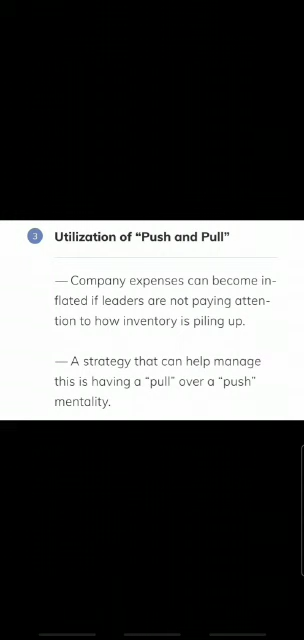 3 Utilization of “Push and Pull”
— Company expenses can become in-
flated if leaders are not paying atten-
tion to how inventory is piling up.
— A strategy that can help manage
this is having a “pull” over a “push”
mentality.